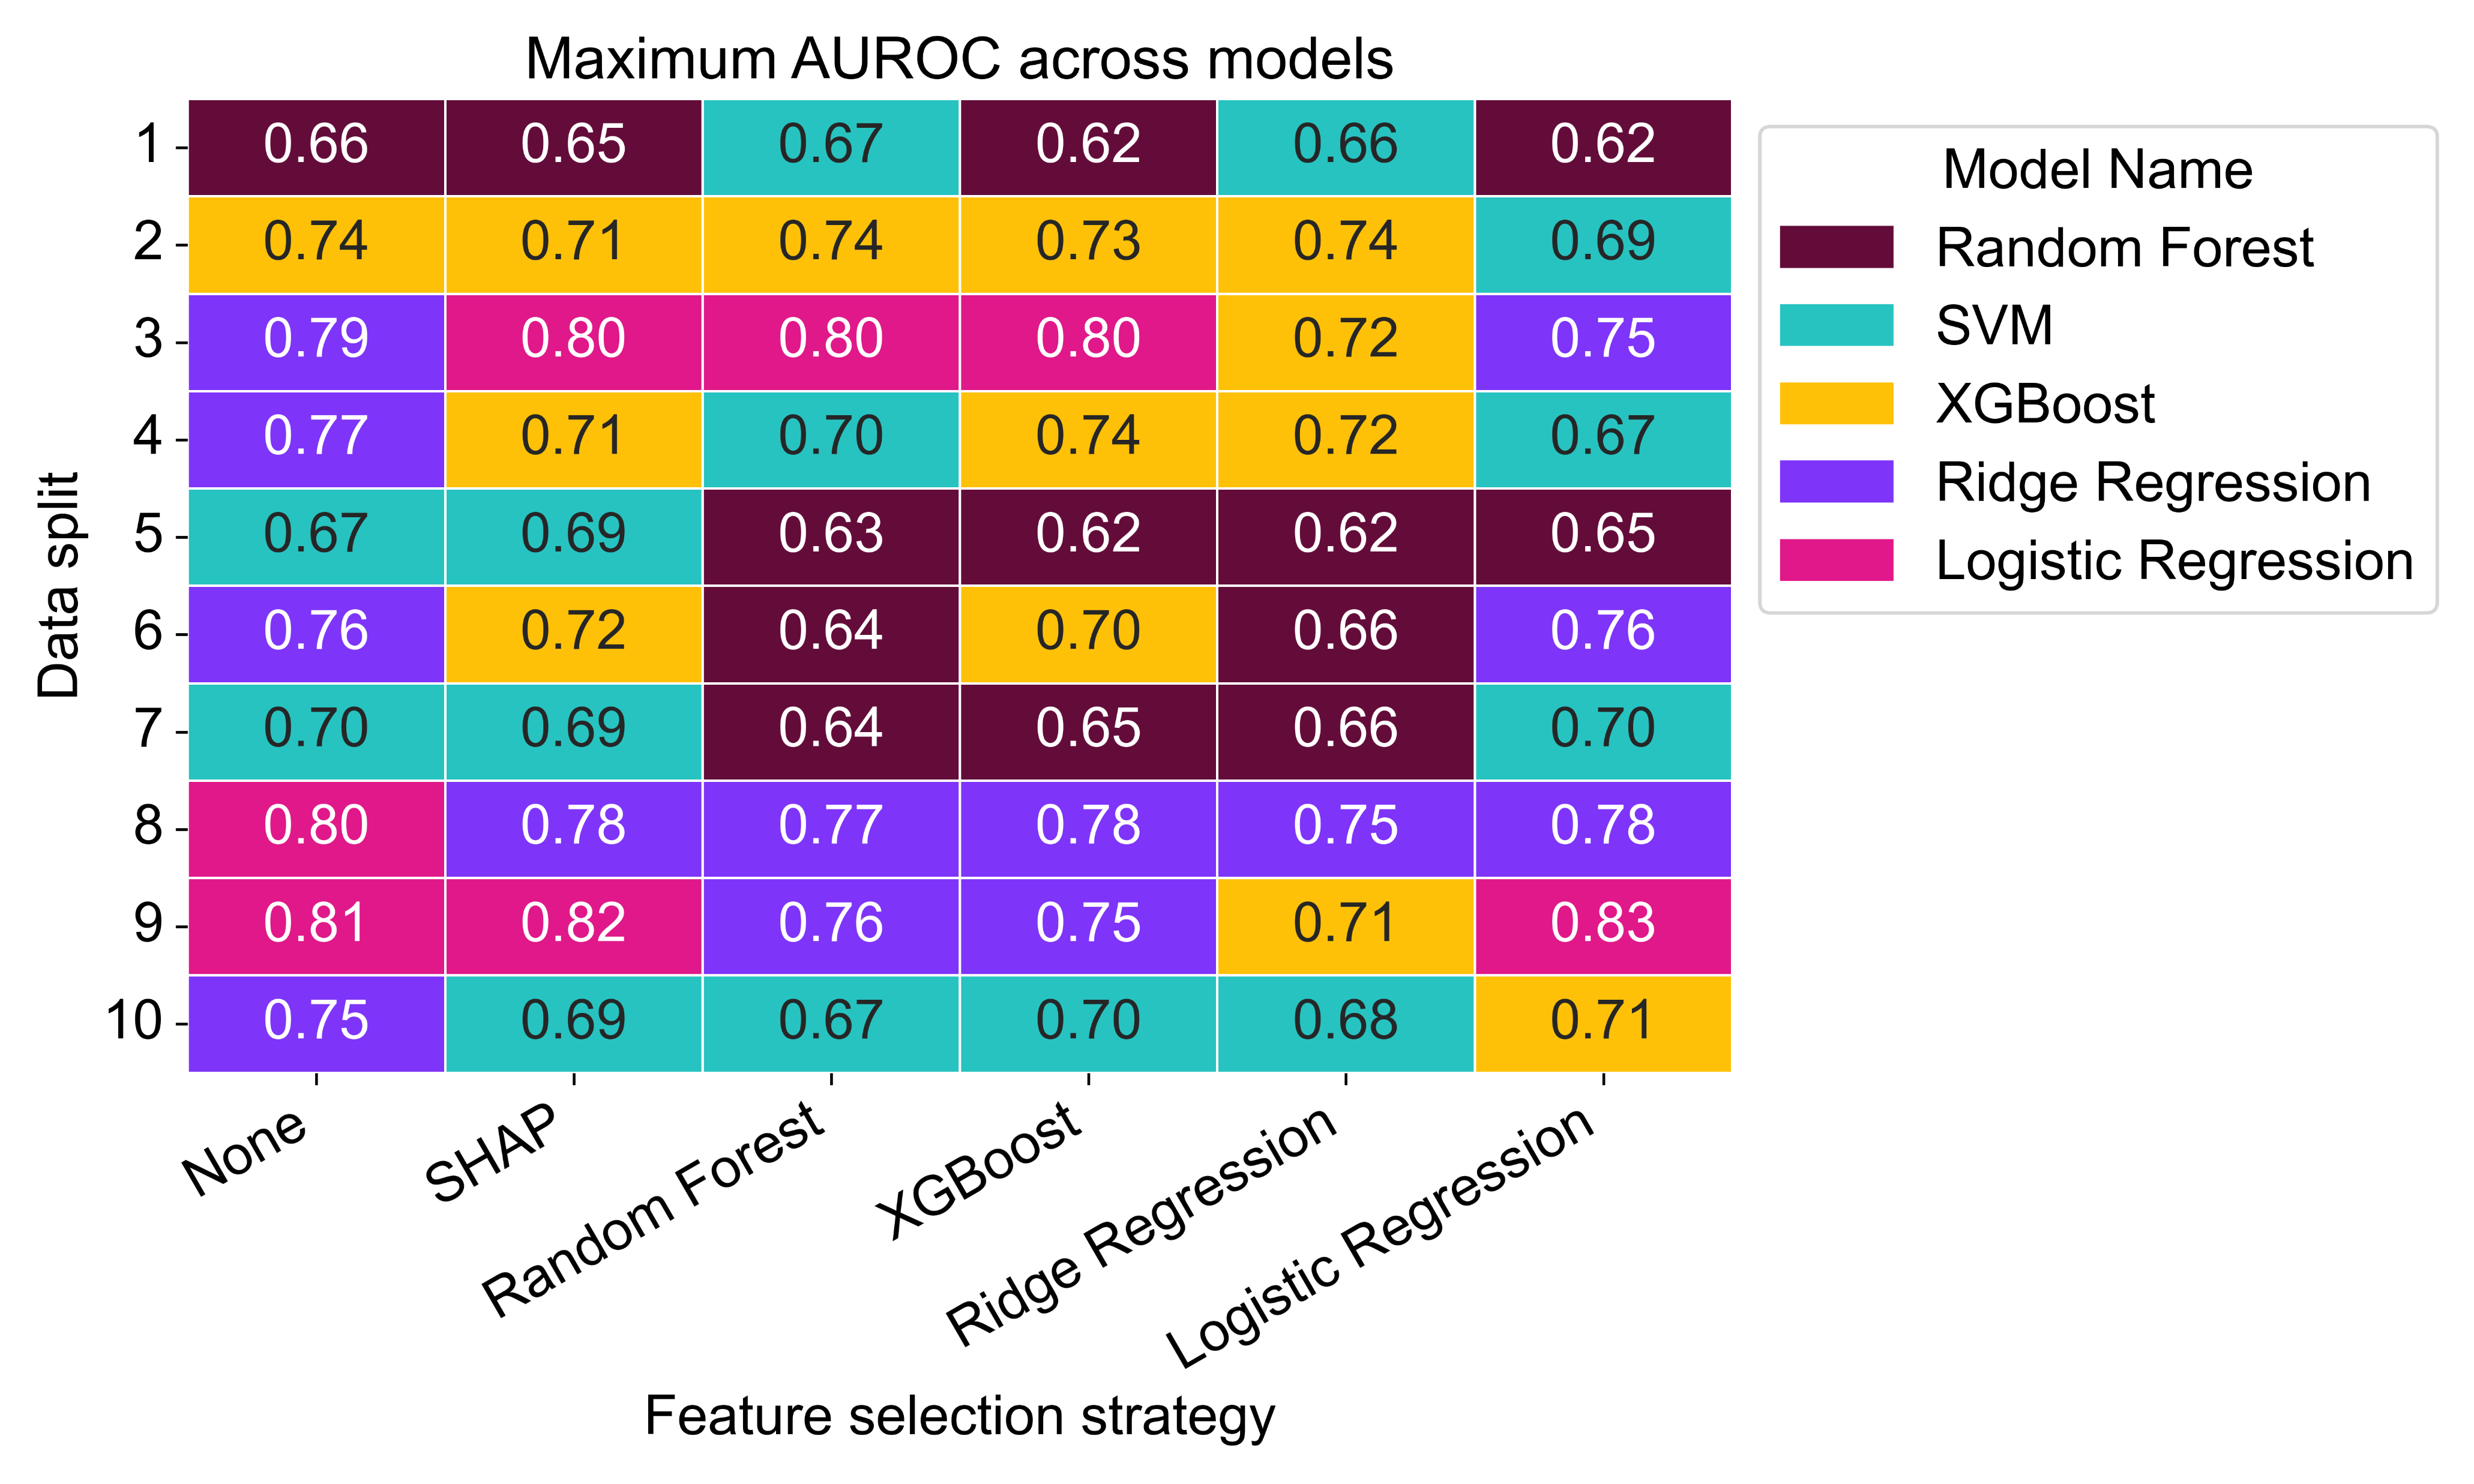 Maximum AUROC across models
1 0.66 0.65 0.67 0.62 0.66 0.62
2 0.74 0.71 0.74 0.73 0.74 0.69
3 0.79 0.80 0.80 0.80 0.72 0.75
4 0.77 0.71 0.70 0.74 0.72 0.67
5 0.67 0.69 0.63 0.62 0.62 0.65
6 0.76 0.72 0.64 0.70 0.66 0.76
7 0.70 0.69 0.64 0.65 0.66 0.70
8 0.80 0.78 0.77 0.78 0.75 0.78
9 0.81 0.82 0.76 0.75 0.71 0.83
10 0.75 0.69 0.67 0.70 0.68 0.71
Data split
None
SHAP
Random Forest
XGBoost
Ridge Regression
Logistic Regression
Feature selection strategy
Model Name
Random Forest
SVM
XGBoost
Ridge Regression
Logistic Regression